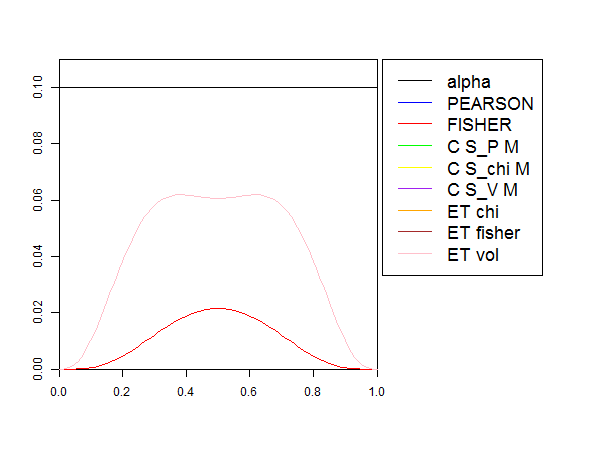 0.10
0.08
0.06
0.04
0.02
0.00
0.0 0.2 0.4 0.6 0.8 1.0
alpha
PEARSON
FISHER
C S_P M
C S_chi M
C S_V M
ET chi
ET fisher
ET vol